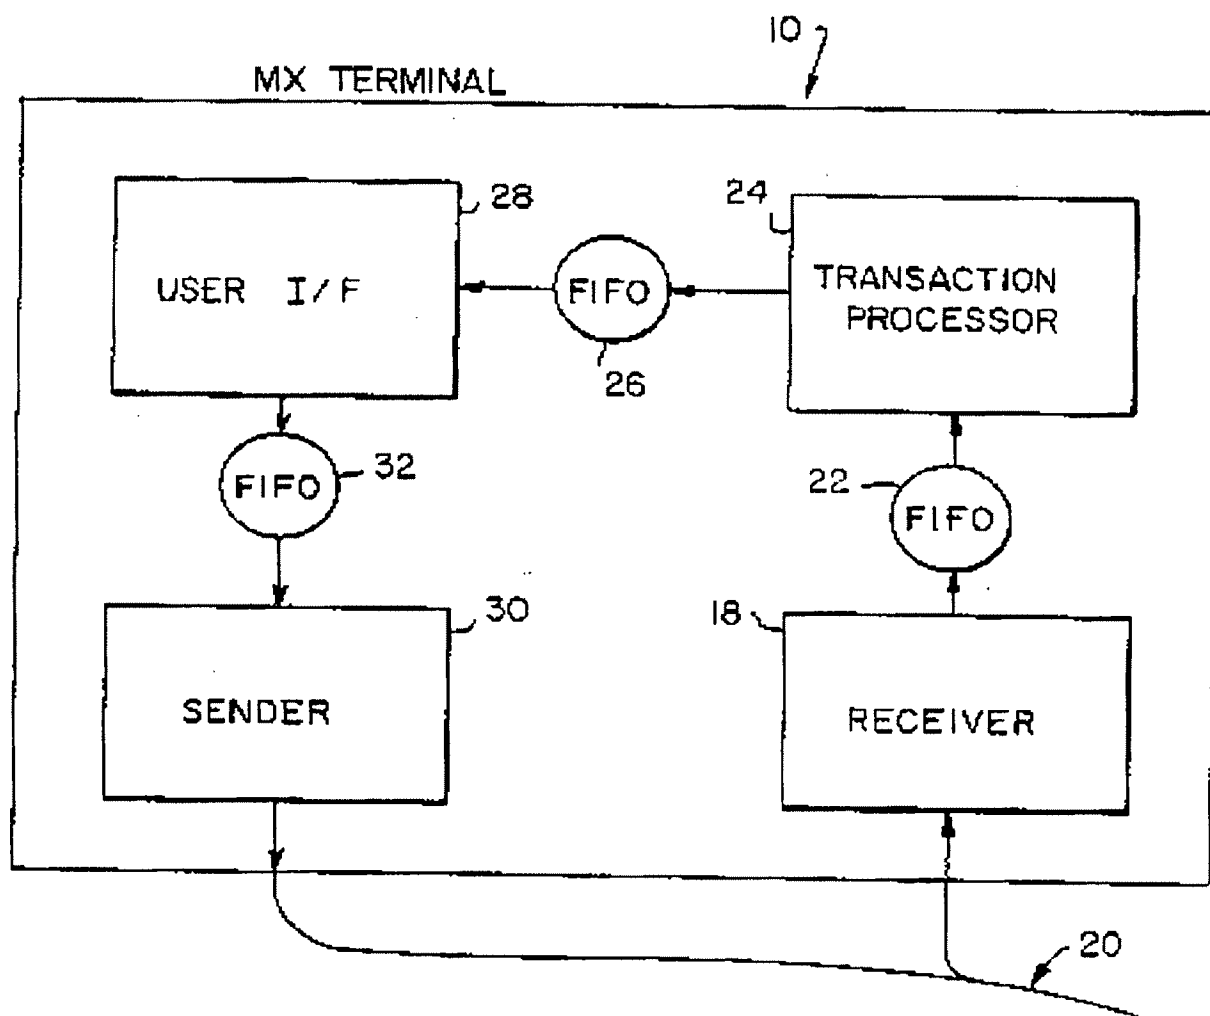 10
MX TERMINAL
28
24
USER I/F
FIFO
TRANSACTION
PROCESSOR
26
FIFO
32
22
FIFO
30
18
SENDER
RECEIVER
20